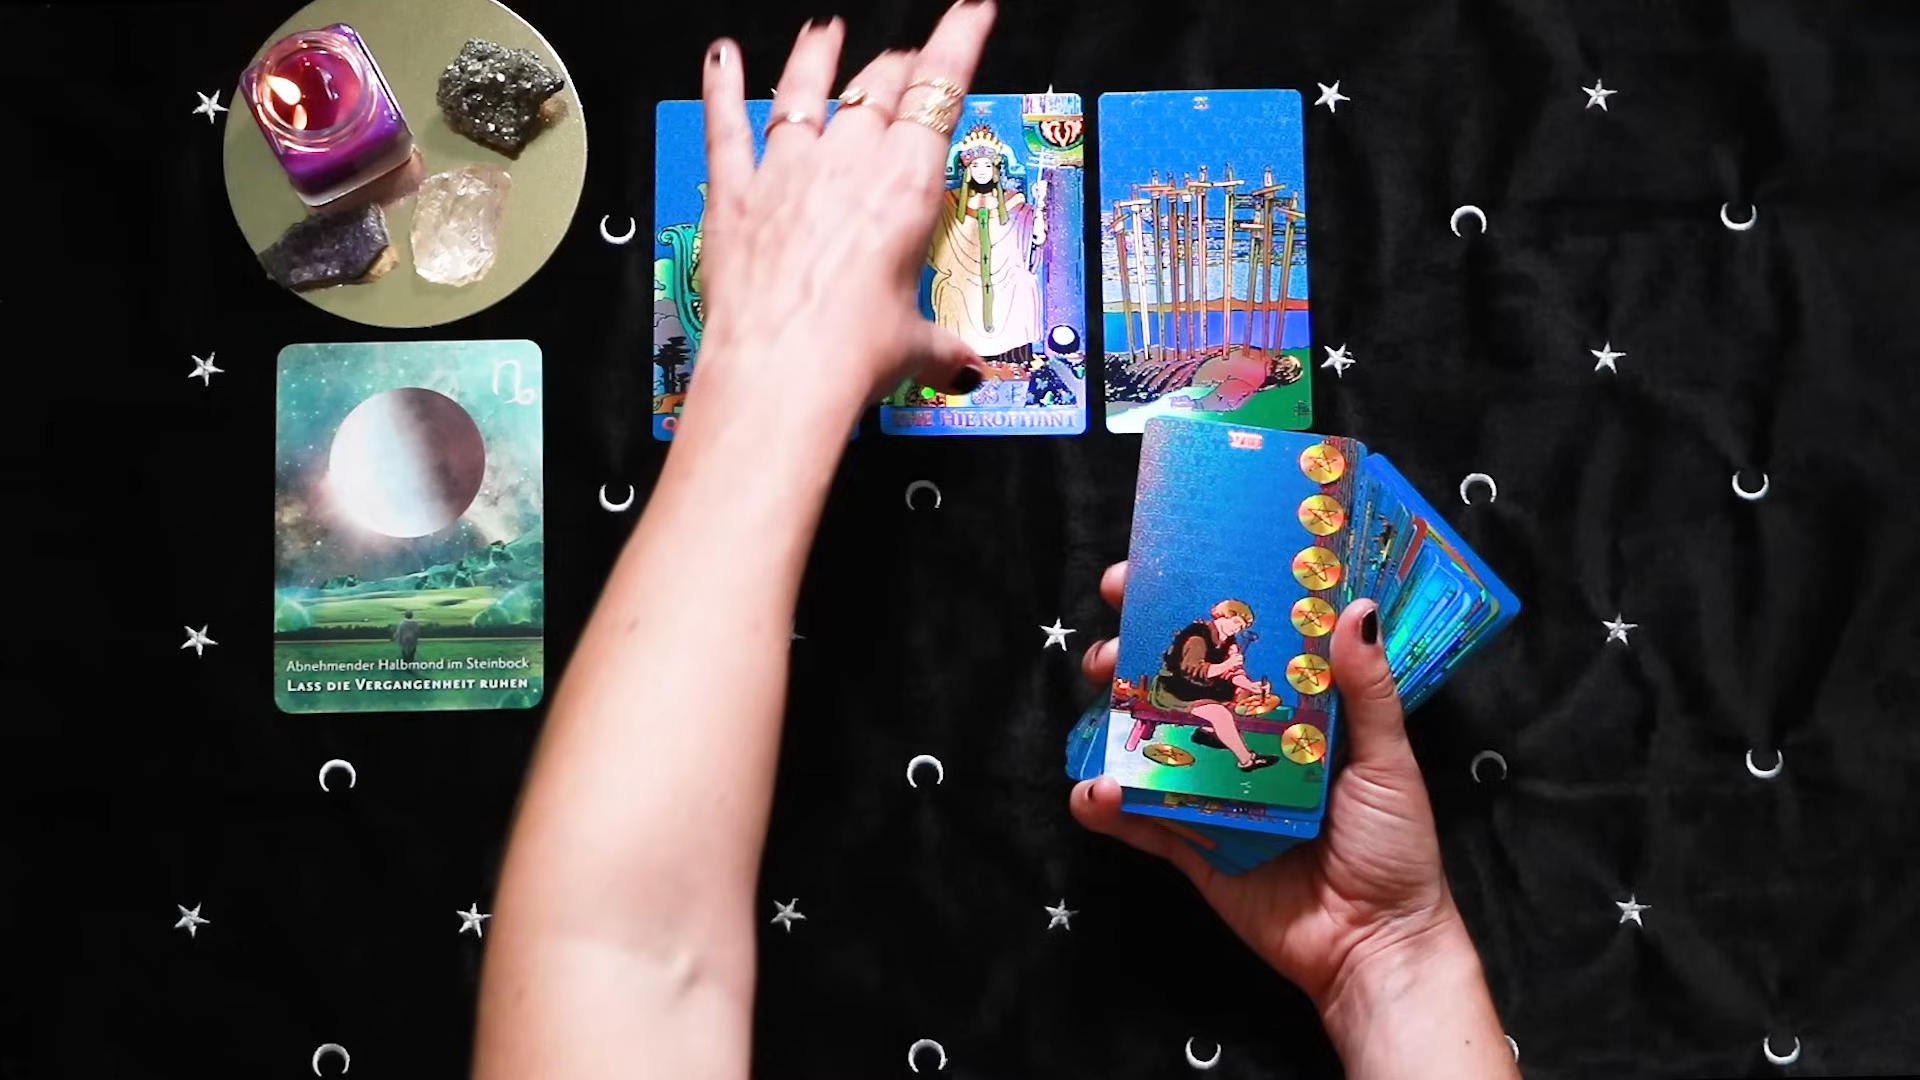 THE HIEROPHANT
Abnehmender Halbmond im Steinbock
LASS DIE VERGANGENHEIT RUHEN